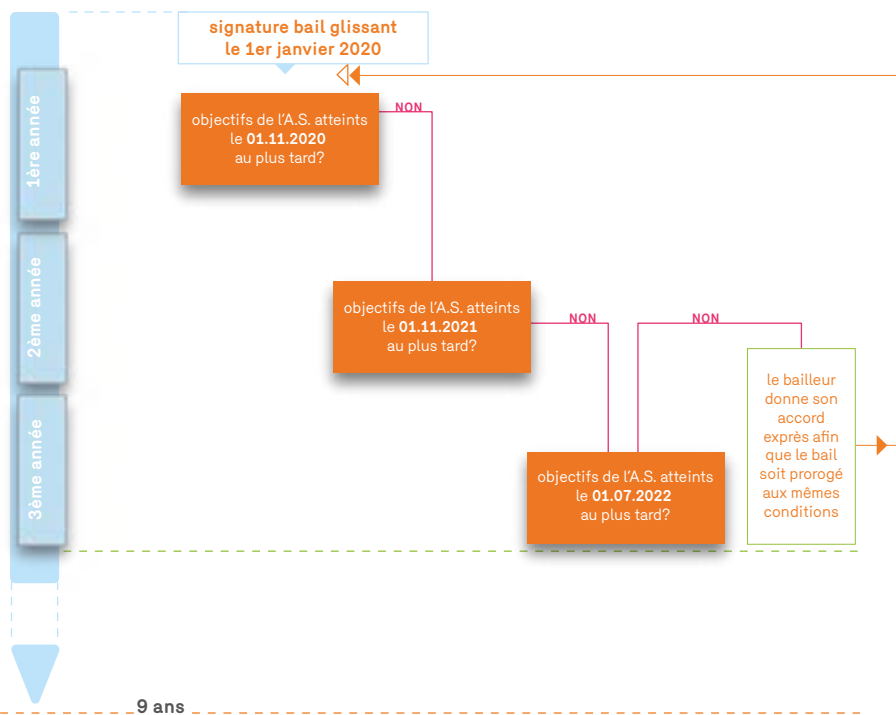 signature bail glissant
le 1er janvier 2020
1ère année
objectifs de l'A.S. atteints
le 01.11.2020
au plus tard?
NON
2ème année
objectifs de l'A.S. atteints
le 01.11.2021
au plus tard?
NON
NON
le bailleur
donne son
accord
exprès afin
que le bail
soit prorogé
aux mêmes
conditions
3ème année
objectifs de l'A.S. atteints
le 01.07.2022
au plus tard?
9 ans